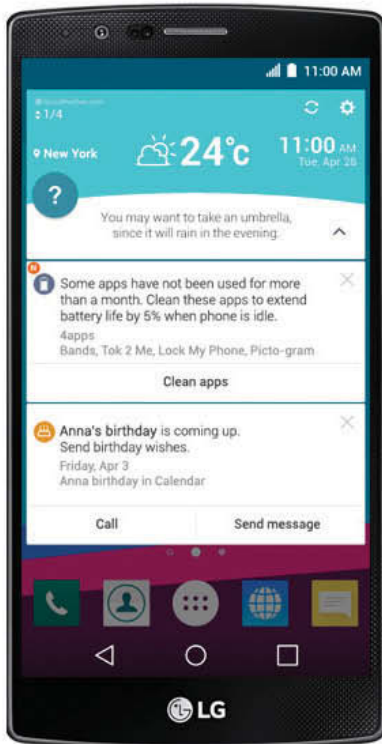 11:00 AM
1/4
New York
24°c
11:00 AM
Tue, Apr 28
?
You may want to take an umbrella,
since it will rain in the evening.
N
Some apps have not been used for more
than a month. Clean these apps to extend
battery life by 5% when phone is idle.
4apps
Bands, Tok 2 Me, Lock My Phone, Picto-gram
Clean apps
Anna's birthday is coming up.
Send birthday wishes.
Friday, Apr 3
Anna birthday in Calendar
Call
Send message
LG